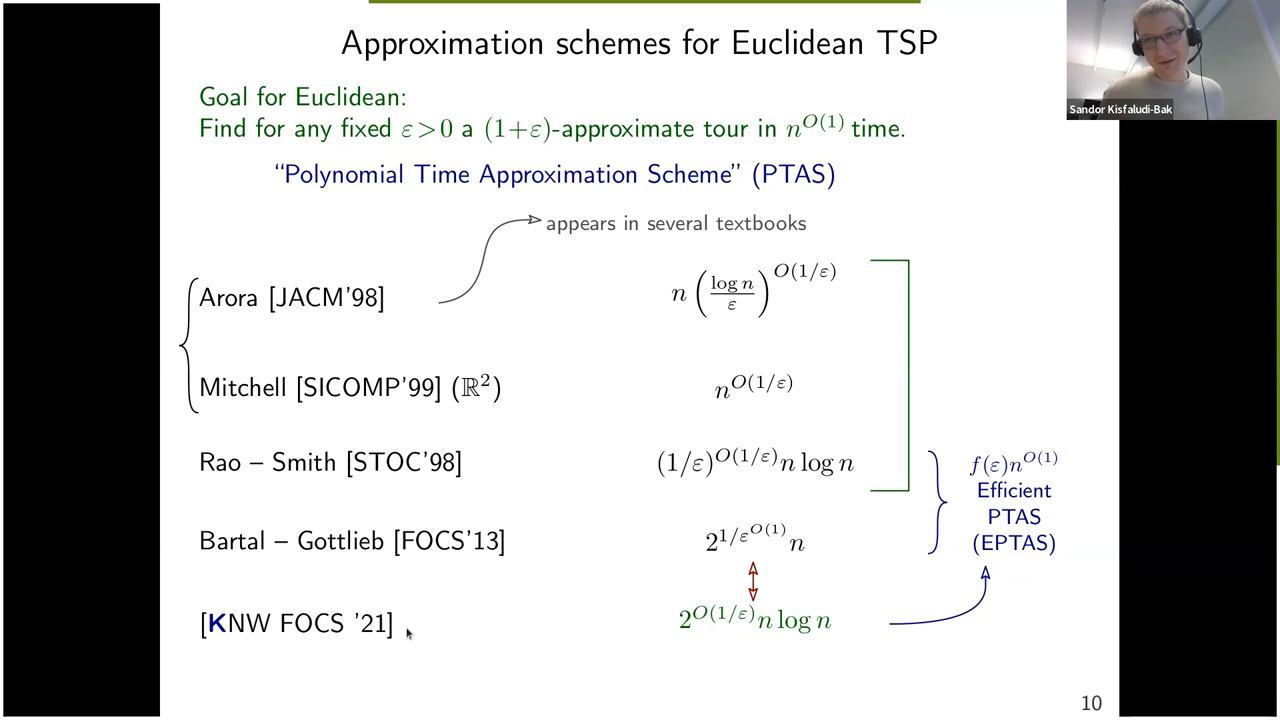 Approximation schemes for Euclidean TSP
Sandor Kisfaludi-Bak
Goal for Euclidean:
Find for any fixed ε>0 a (1+ε)-approximate tour in n^{O(1)} time.
“Polynomial Time Approximation Scheme” (PTAS)
appears in several textbooks
Arora [JACM’98] n (log n / ε)^{O(1/ε)}
Mitchell [SICOMP’99] (ℝ²) n^{O(1/ε)}
Rao – Smith [STOC’98] (1/ε)^{O(1/ε)} n log n
Bartal – Gottlieb [FOCS’13] 2^{1/ε^{O(1)}} n
[KNW FOCS ’21] 2^{O(1/ε)} n log n
f(ε)n^{O(1)}
Efficient
PTAS
(EPTAS)
10